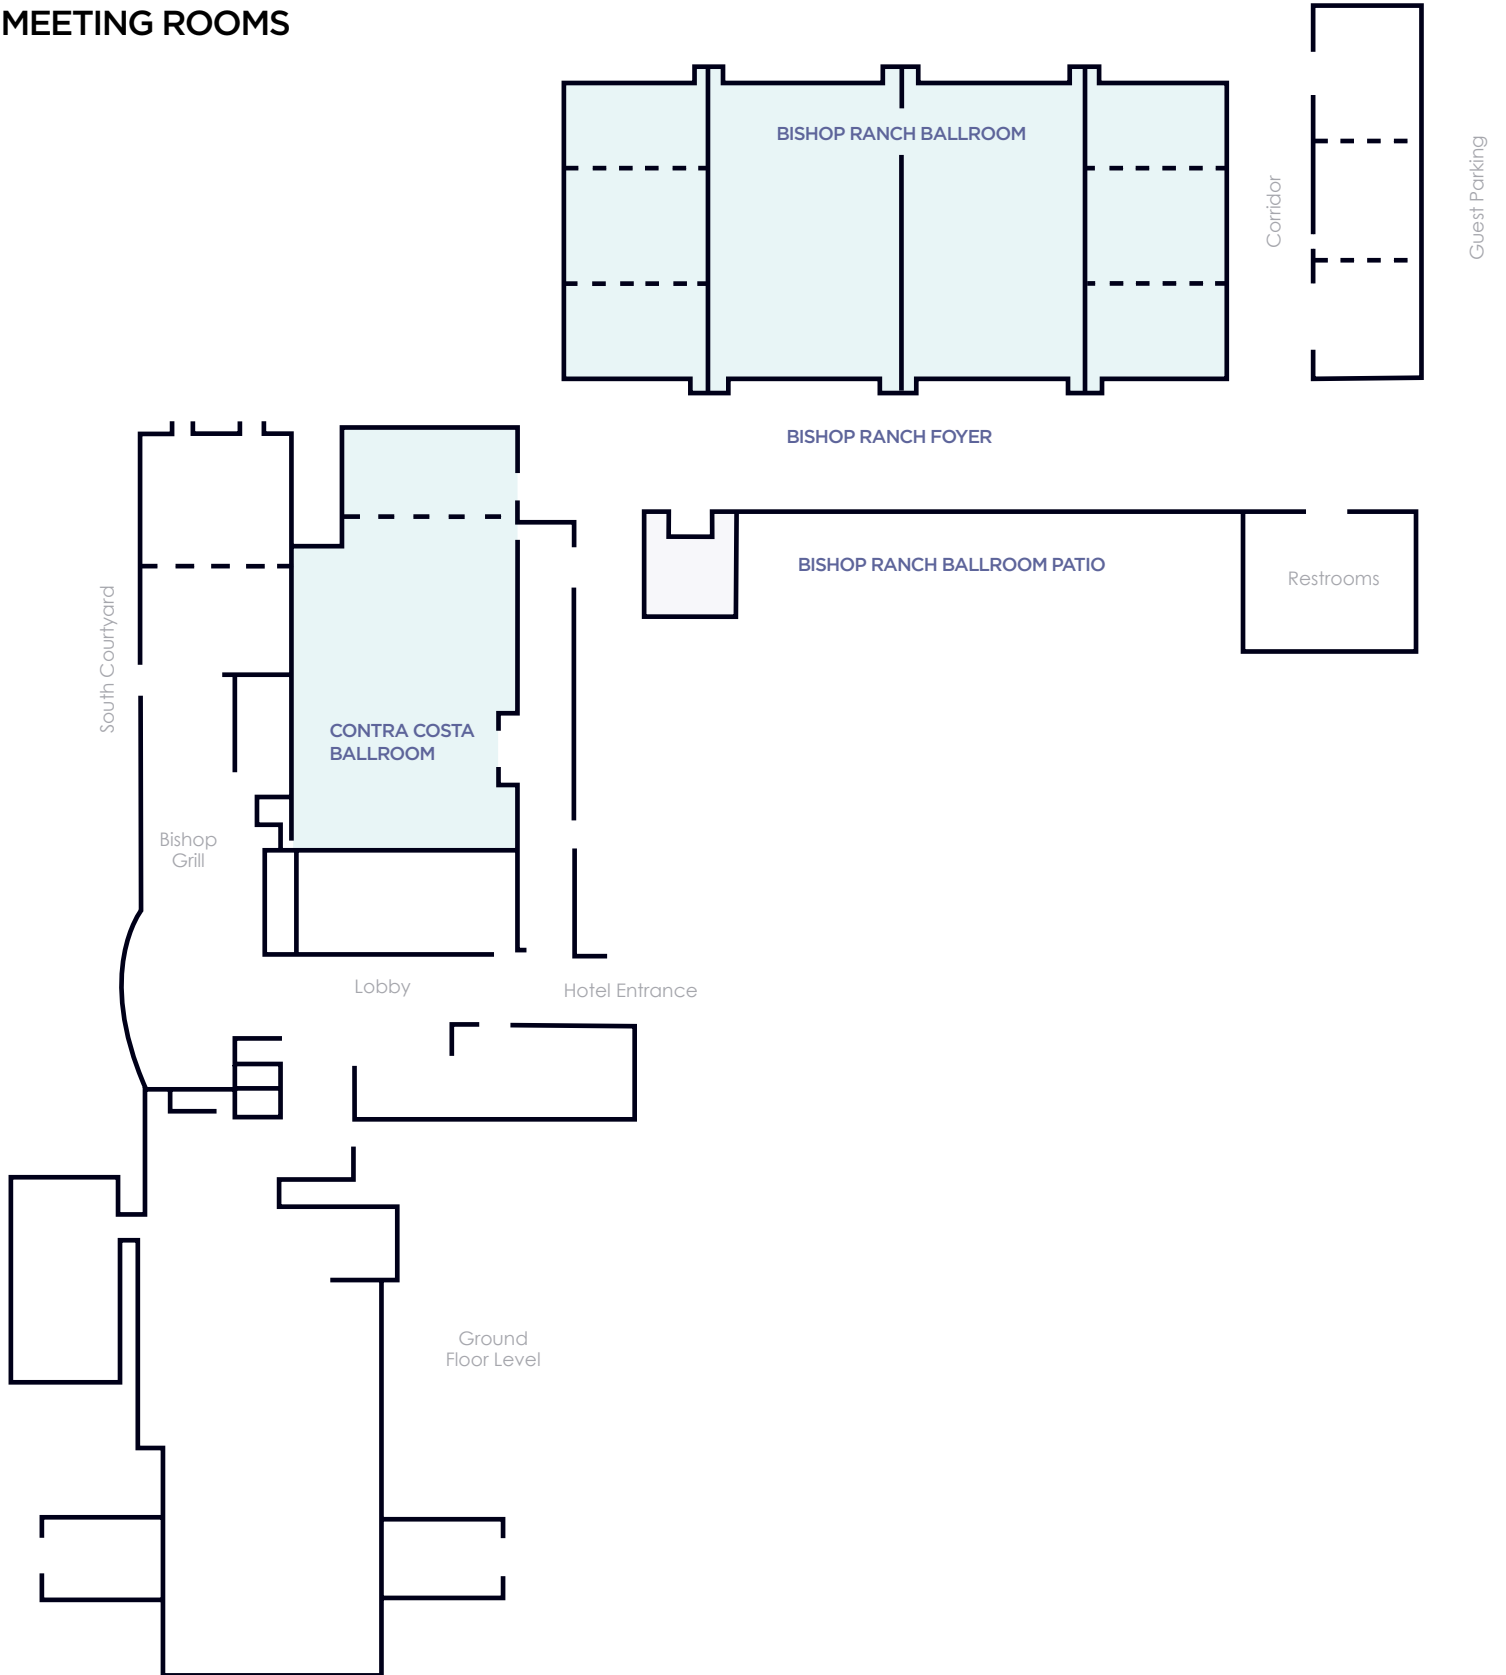 MEETING ROOMS
BISHOP RANCH BALLROOM
Corridor
Guest Parking
BISHOP RANCH FOYER
BISHOP RANCH BALLROOM PATIO
Restrooms
South Courtyard
CONTRA COSTA
BALLROOM
Bishop
Grill
Lobby
Hotel Entrance
Ground
Floor Level